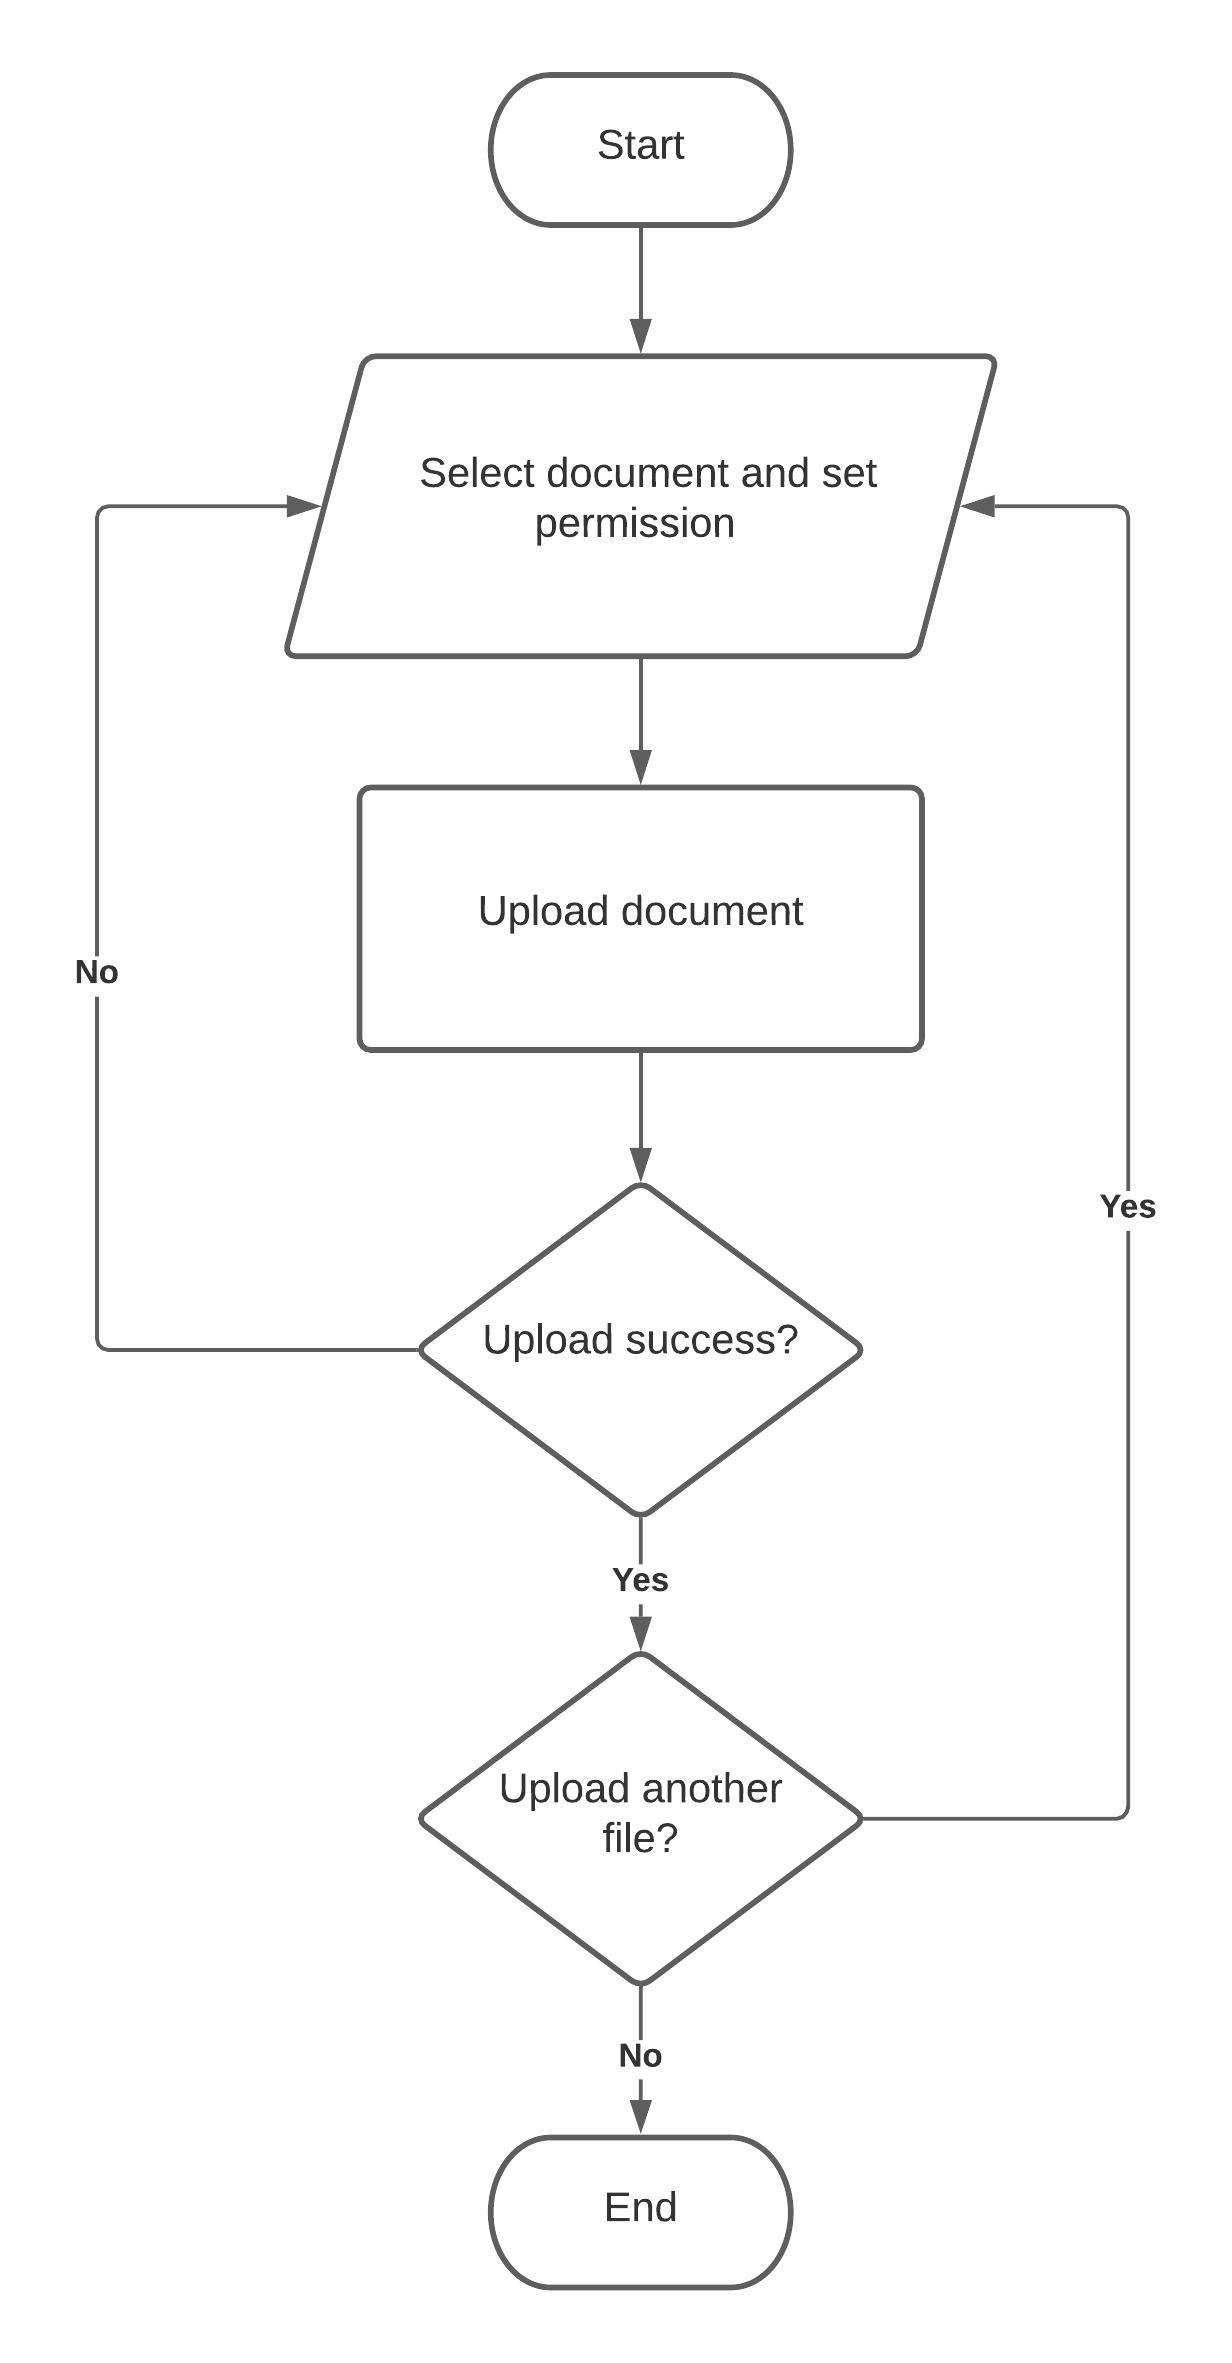 Start
Select document and set
permission
Upload document
No
Yes
Upload success?
Yes
Upload another
file?
No
End